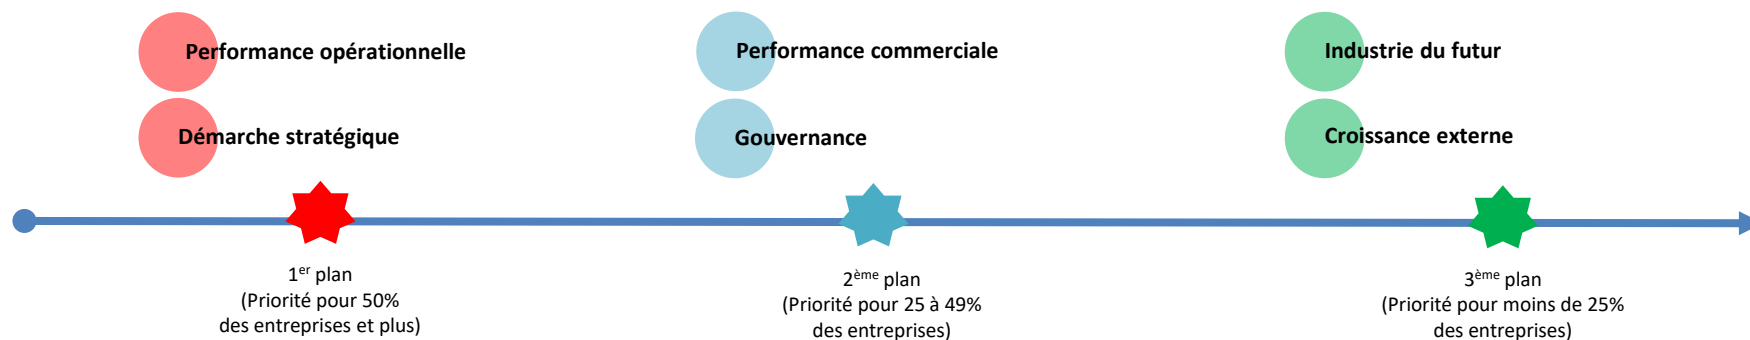 Performance opérationnelle
Démarche stratégique
Performance commerciale
Gouvernance
Industrie du futur
Croissance externe
1er plan
(Priorité pour 50%
des entreprises et plus)
2ème plan
(Priorité pour 25 à 49%
des entreprises)
3ème plan
(Priorité pour moins de 25%
des entreprises)